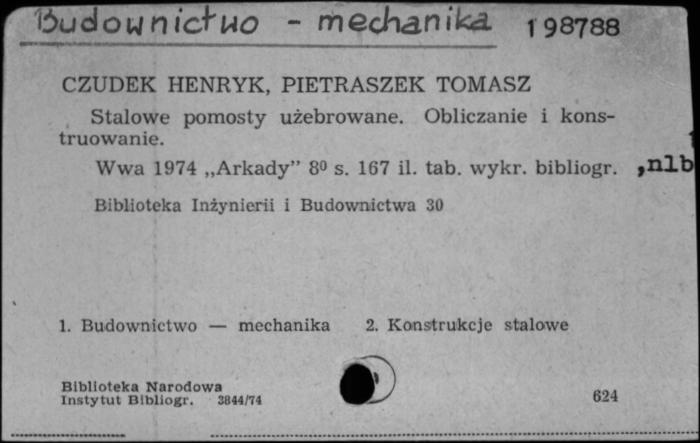 Budownictwo - mechanika 198788
CZUDEK HENRYK, PIETRASZEK TOMASZ
Stalowe pomosty użebrowane. Obliczanie i kons-
truowanie.
Wwa 1974 „Arkady” 8⁰ s. 167 il. tab. wykr. bibliogr. ,nlb
Biblioteka Inżynierii i Budownictwa 30
1. Budownictwo — mechanika 2. Konstrukcje stalowe
Biblioteka Narodowa
Instytut Bibliogr. 3844/74 624